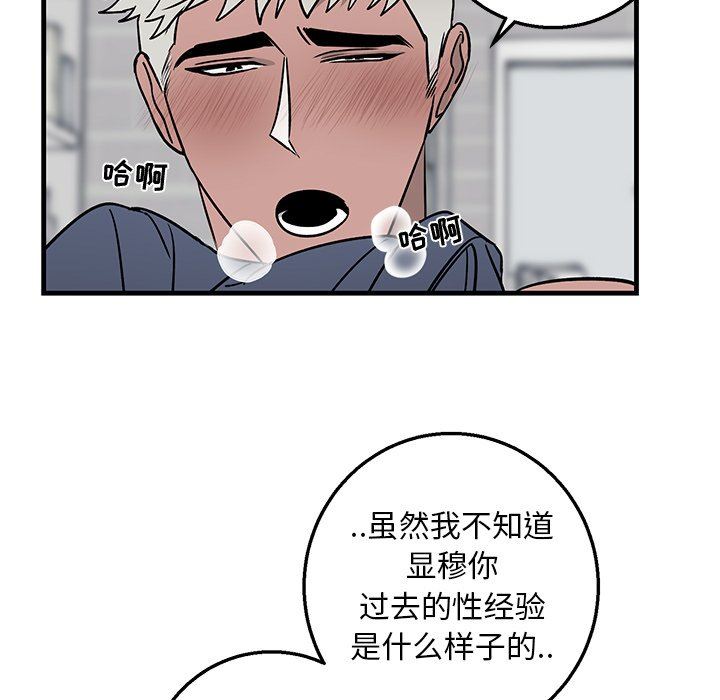 哈啊
哈啊
..虽然我不知道
显穆你
过去的性经验
是什么样子的..